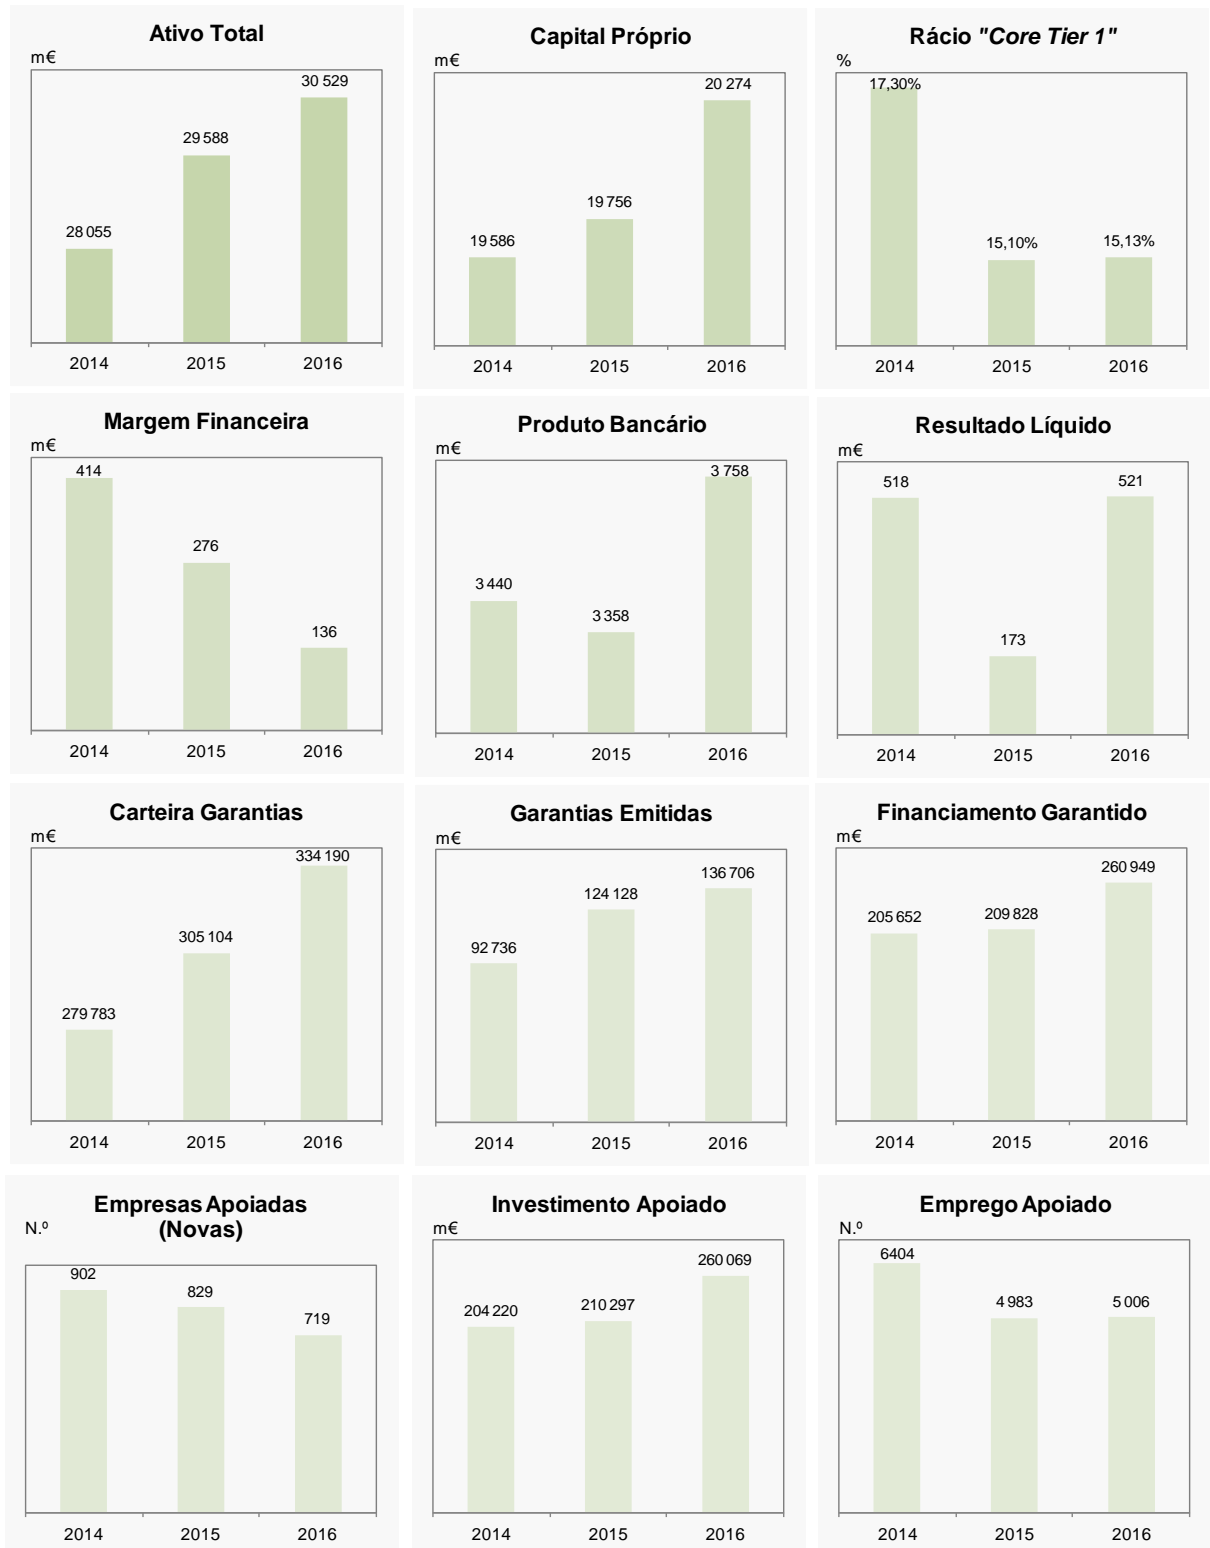 Ativo Total
m€
30 529
29 588
28 055
2014 2015 2016
Capital Próprio
m€
20 274
19 756
19 586
2014 2015 2016
Rácio "Core Tier 1"
%
17,30%
15,10% 15,13%
2014 2015 2016
Margem Financeira
m€
414
276
136
2014 2015 2016
Produto Bancário
m€
3 758
3 440
3 358
2014 2015 2016
Resultado Líquido
m€
518 521
173
2014 2015 2016
Carteira Garantias
m€
334 190
305 104
279 783
2014 2015 2016
Garantias Emitidas
m€
136 706
124 128
92 736
2014 2015 2016
Financiamento Garantido
m€
260 949
205 652 209 828
2014 2015 2016
Empresas Apoiadas
(Novas)
N.º
902
829
719
2014 2015 2016
Investimento Apoiado
m€
260 069
204 220 210 297
2014 2015 2016
Emprego Apoiado
N.º
6404
4 983 5 006
2014 2015 2016